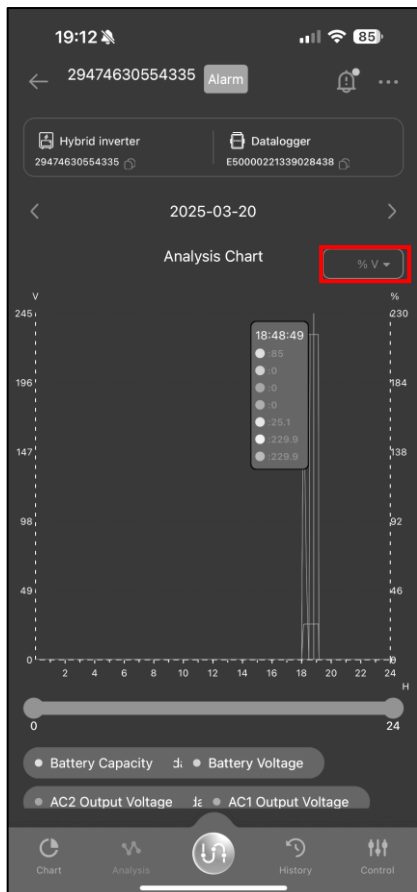 19:12
85
29474630554335 Alarm
Hybrid inverter
29474630554335
Datalogger
E50000221339028438
2025-03-20
Analysis Chart
% V
V
%
245
230
196
184
147
138
98
92
49
46
0
0
18:48:49
:85
:0
:0
:0
:25.1
:229.9
:229.9
2 4 6 8 10 12 14 16 18 20 22 24
H
0
24
Battery Capacity
Battery Voltage
AC2 Output Voltage
AC1 Output Voltage
Chart
Analysis
History
Control